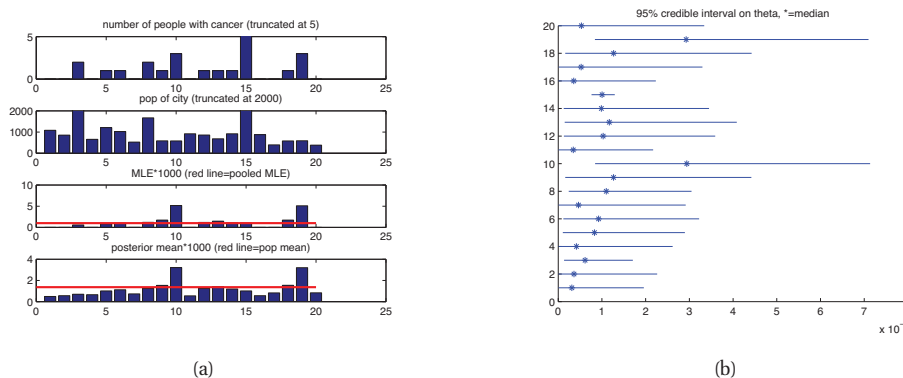 number of people with cancer (truncated at 5)
5
0
0 5 10 15 20 25
pop of city (truncated at 2000)
2000
1000
0
0 5 10 15 20 25
MLE*1000 (red line=pooled MLE)
10
5
0
0 5 10 15 20 25
posterior mean*1000 (red line=pop mean)
4
2
0
0 5 10 15 20 25
(a)
95% credible interval on theta, *=median
20
18
16
14
12
10
8
6
4
2
0
0 1 2 3 4 5 6 7
x 10
(b)